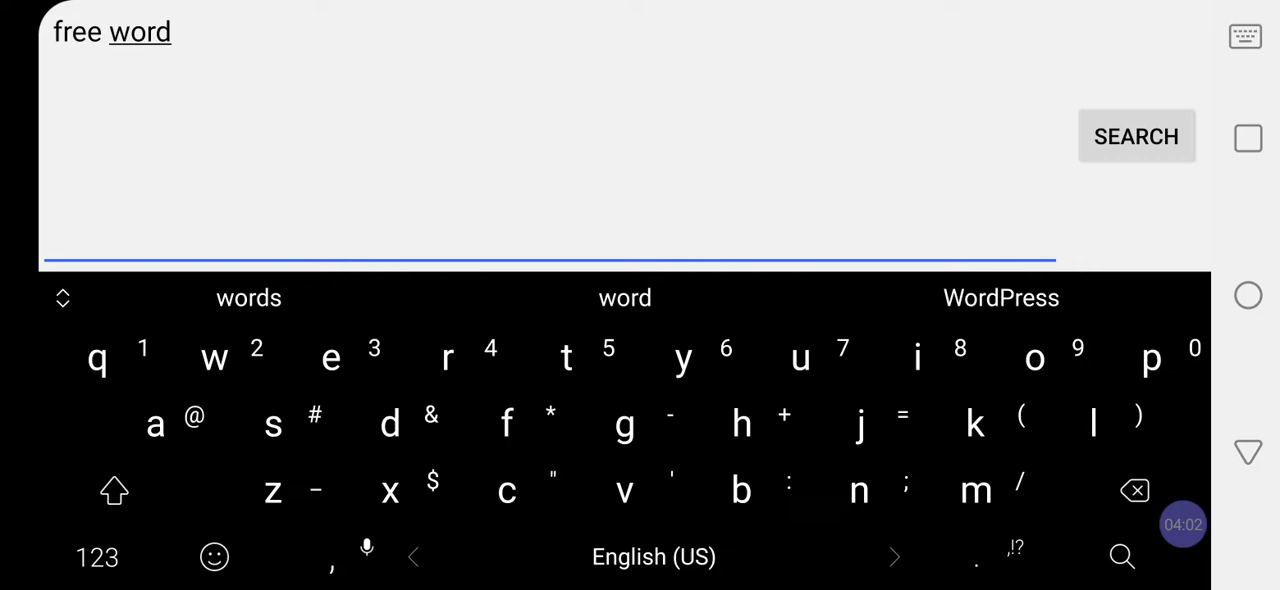 free word
SEARCH
words word WordPress
q 1 w 2 e 3 r 4 t 5 y 6 u 7 i 8 o 9 p 0
a @ s # d & f * g - h + j = k ( l )
z _ x $ c " v ' b : n ; m /
04:02
123 , < English (US) > . ,!?